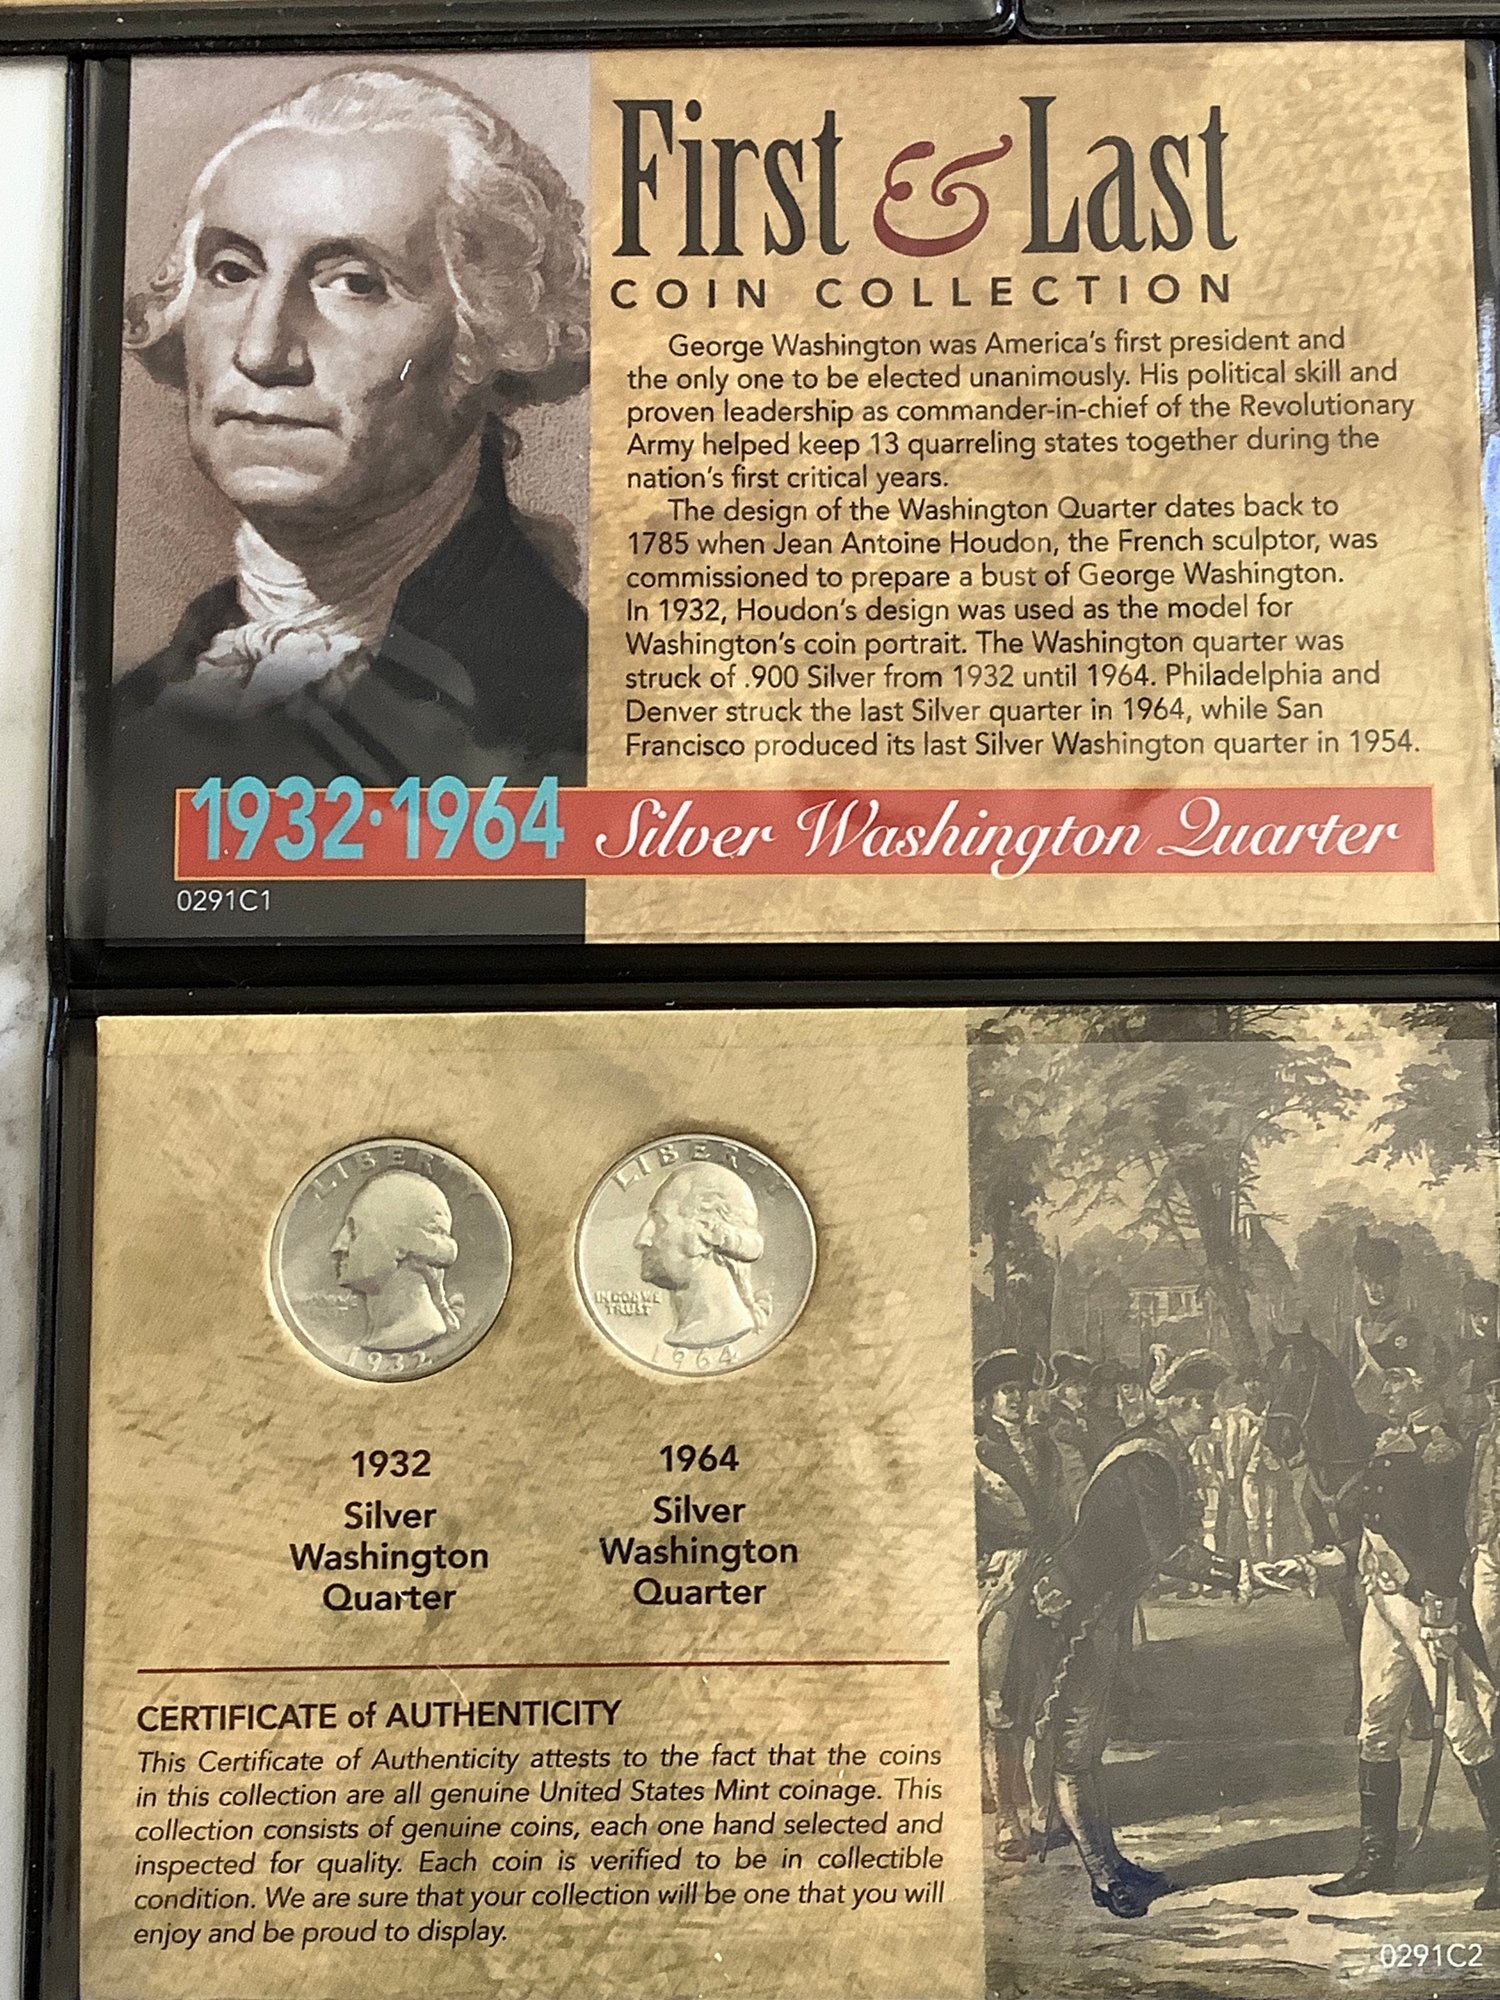 First & Last
COIN COLLECTION
George Washington was America's first president and
the only one to be elected unanimously. His political skill and
proven leadership as commander-in-chief of the Revolutionary
Army helped keep 13 quarreling states together during the
nation's first critical years.
The design of the Washington Quarter dates back to
1785 when Jean Antoine Houdon, the French sculptor, was
commissioned to prepare a bust of George Washington.
In 1932, Houdon's design was used as the model for
Washington's coin portrait. The Washington quarter was
struck of .900 Silver from 1932 until 1964. Philadelphia and
Denver struck the last Silver quarter in 1964, while San
Francisco produced its last Silver Washington quarter in 1954.
1932·1964 Silver Washington Quarter
0291C1
LIBERTY
1932
LIBERTY
IN GOD WE
TRUST
1964
1932
Silver
Washington
Quarter
1964
Silver
Washington
Quarter
CERTIFICATE of AUTHENTICITY
This Certificate of Authenticity attests to the fact that the coins
in this collection are all genuine United States Mint coinage. This
collection consists of genuine coins, each one hand selected and
inspected for quality. Each coin is verified to be in collectible
condition. We are sure that your collection will be one that you will
enjoy and be proud to display.
0291C2